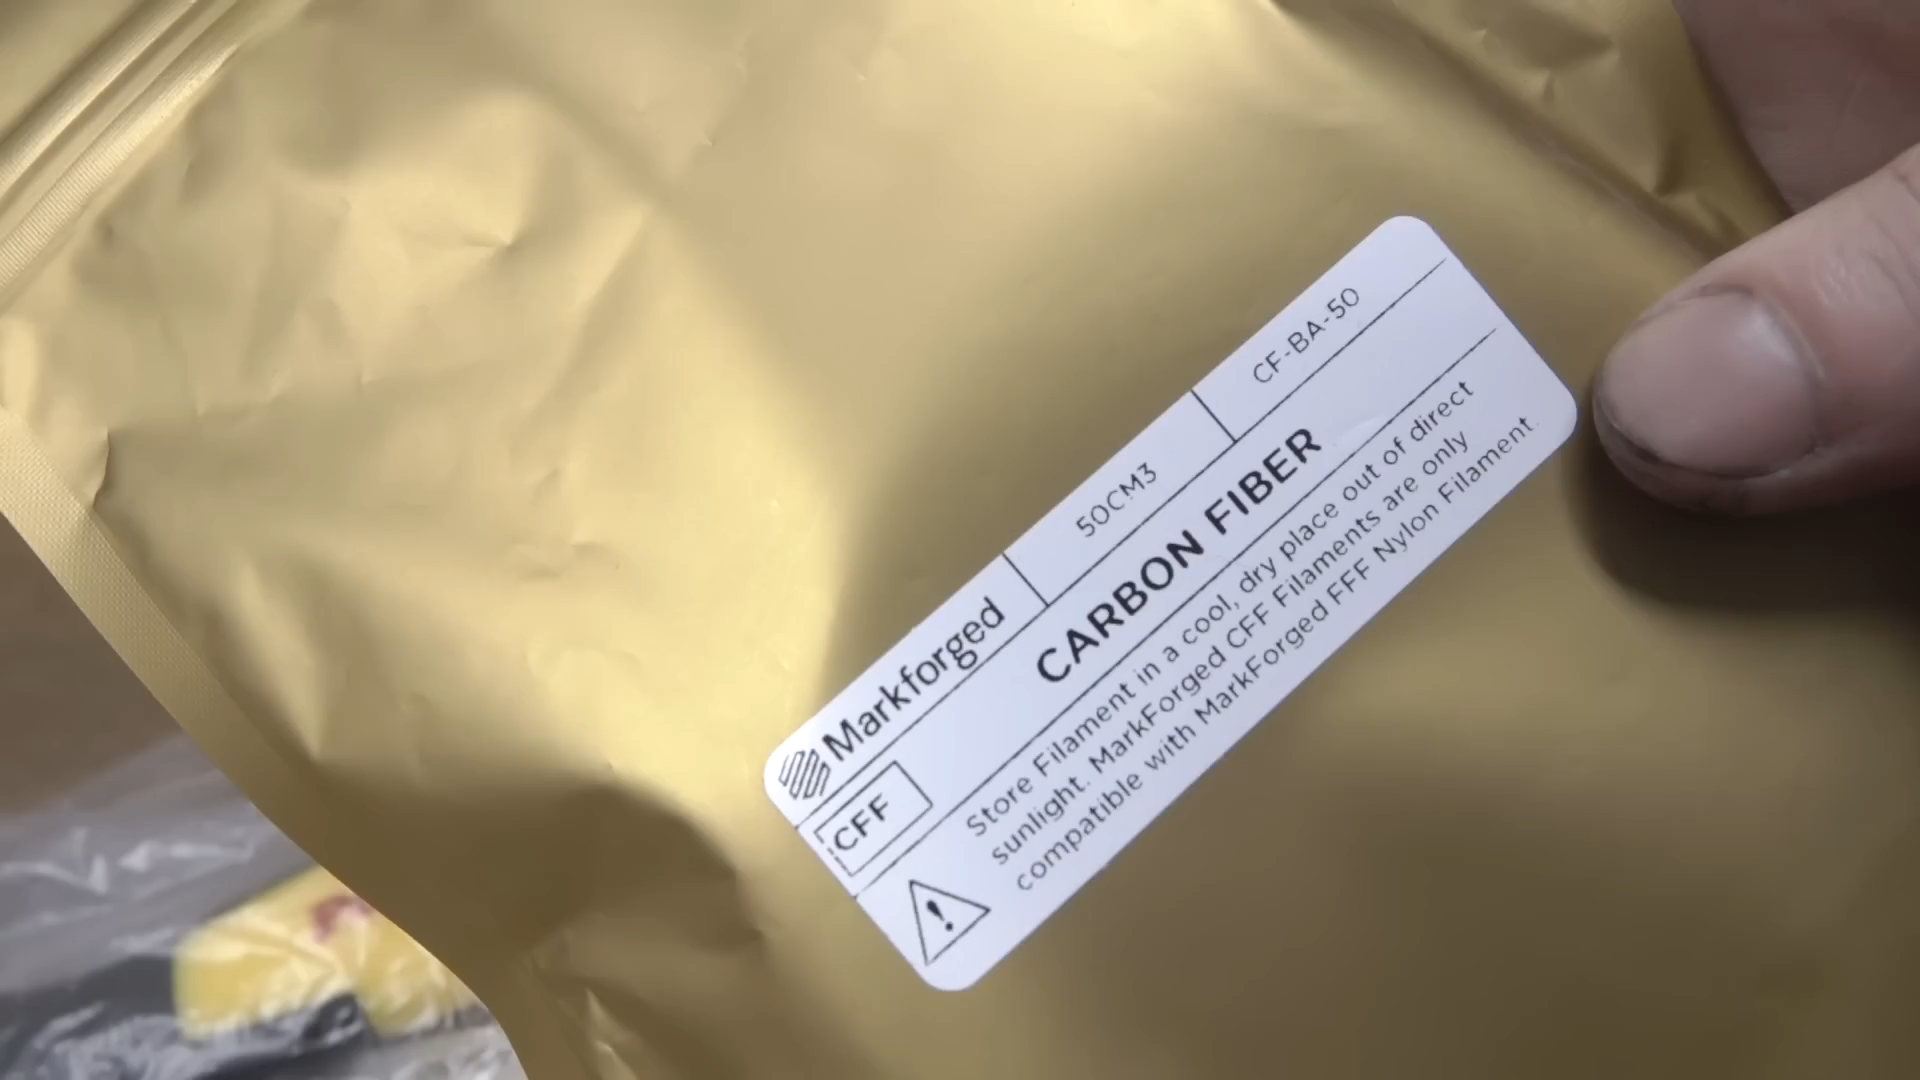 Markforged
50CM3
CF-BA-50
CFF
CARBON FIBER
!
Store Filament in a cool, dry place out of direct
sunlight. MarkForged CFF Filaments are only
compatible with MarkForged FFF Nylon Filament.